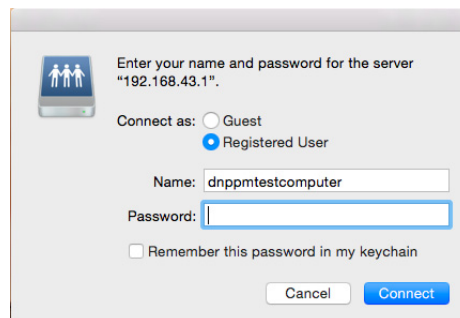 Enter your name and password for the server
“192.168.43.1”.
Connect as: Guest
Registered User
Name: dnppmtestcomputer
Password:
Remember this password in my keychain
Cancel Connect